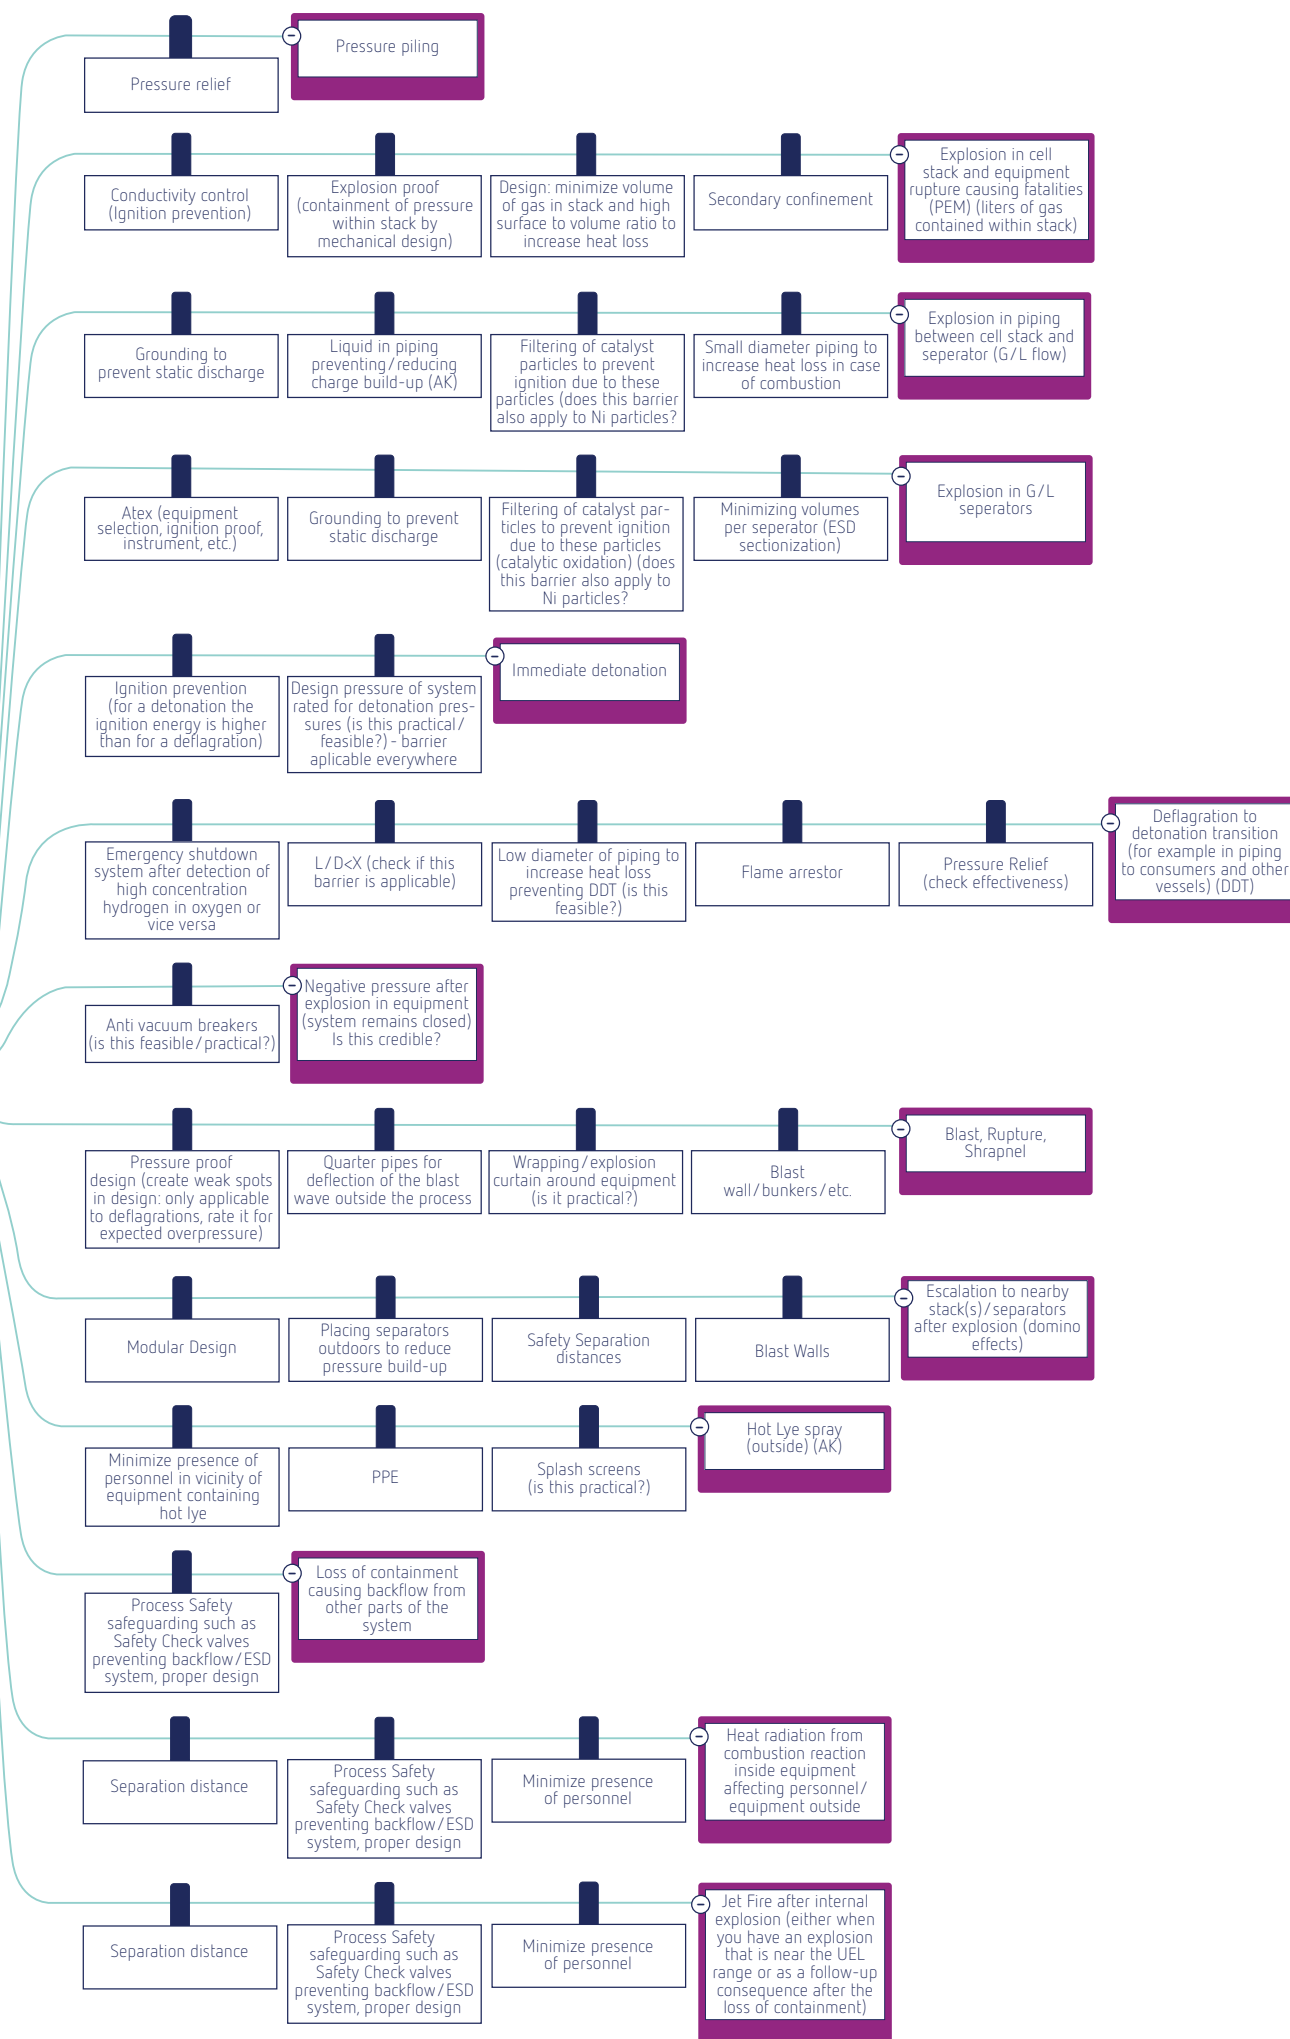 Pressure relief
Pressure piling
Conductivity control
(Ignition prevention)
Explosion proof
(containment of pressure
within stack by
mechanical design)
Design: minimize volume
of gas in stack and high
surface to volume ratio to
increase heat loss
Secondary confinement
Explosion in cell
stack and equipment
rupture causing fatalities
(PEM) (liters of gas
contained within stack)
Grounding to
prevent static discharge
Liquid in piping
preventing/reducing
charge build-up (AK)
Filtering of catalyst
particles to prevent
ignition due to these
particles (does this barrier
also apply to Ni particles?
Small diameter piping to
increase heat loss in case
of combustion
Explosion in piping
between cell stack and
seperator (G/L flow)
Atex (equipment
selection, ignition proof,
instrument, etc.)
Grounding to prevent
static discharge
Filtering of catalyst par-
ticles to prevent ignition
due to these particles
(catalytic oxidation) (does
this barrier also apply to
Ni particles?
Minimizing volumes
per seperator (ESD
sectionization)
Explosion in G/L
seperators
Ignition prevention
(for a detonation the
ignition energy is higher
than for a deflagration)
Design pressure of system
rated for detonation pres-
sures (is this practical/
feasible?) - barrier
aplicable everywhere
Immediate detonation
Emergency shutdown
system after detection of
high concentration
hydrogen in oxygen or
vice versa
L/D<X (check if this
barrier is applicable)
Low diameter of piping to
increase heat loss
preventing DDT (is this
feasible?)
Flame arrestor
Pressure Relief
(check effectiveness)
Deflagration to
detonation transition
(for example in piping
to consumers and other
vessels) (DDT)
Anti vacuum breakers
(is this feasible/practical?)
Negative pressure after
explosion in equipment
(system remains closed)
Is this credible?
Pressure proof
design (create weak spots
in design: only applicable
to deflagrations, rate it for
expected overpressure)
Quarter pipes for
deflection of the blast
wave outside the process
Wrapping/explosion
curtain around equipment
(is it practical?)
Blast
wall/bunkers/etc.
Blast, Rupture,
Shrapnel
Modular Design
Placing separators
outdoors to reduce
pressure build-up
Safety Separation
distances
Blast Walls
Escalation to nearby
stack(s)/separators
after explosion (domino
effects)
Minimize presence of
personnel in vicinity of
equipment containing
hot lye
PPE
Splash screens
(is this practical?)
Hot Lye spray
(outside) (AK)
Process Safety
safeguarding such as
Safety Check valves
preventing backflow/ESD
system, proper design
Loss of containment
causing backflow from
other parts of the
system
Separation distance
Process Safety
safeguarding such as
Safety Check valves
preventing backflow/ESD
system, proper design
Minimize presence
of personnel
Heat radiation from
combustion reaction
inside equipment
affecting personnel/
equipment outside
Separation distance
Process Safety
safeguarding such as
Safety Check valves
preventing backflow/ESD
system, proper design
Minimize presence
of personnel
Jet Fire after internal
explosion (either when
you have an explosion
that is near the UEL
range or as a follow-up
consequence after the
loss of containment)